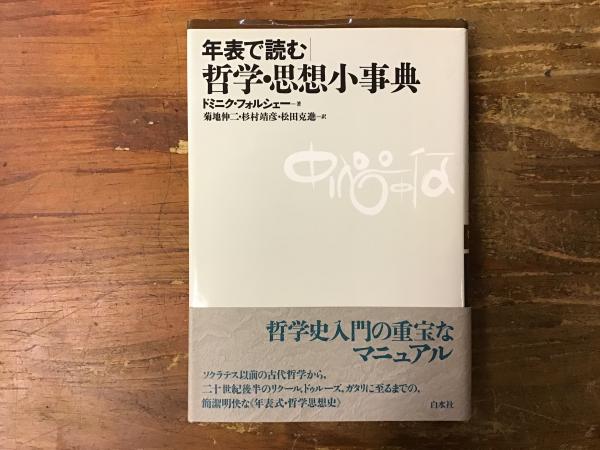 年表で読む
哲学・思想小事典
ドミニク・フォルシェー＝著
菊地伸二・杉村靖彦・松田克進＝訳
哲学史入門の重宝な
マニュアル
ソクラテス以前の古代哲学から、
二十世紀後半のリクール、ドゥルーズ、ガタリに至るまでの、
簡潔明快な《年表式・哲学思想史》
白水社